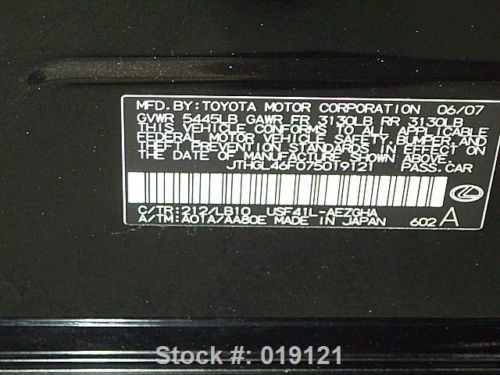 MFD. BY: TOYOTA MOTOR CORPORATION 06/07
GVWR 5445LB GAWR FR 3130LB RR 3130LB
THIS VEHICLE CONFORMS TO ALL APPLICABLE
FEDERAL MOTOR VEHICLE SAFETY, BUMPER, AND
THEFT PREVENTION STANDARDS IN EFFECT ON
THE DATE OF MANUFACTURE SHOWN ABOVE.
JTHGL46F075019121 PASS. CAR
C/TR: 212/LB10 USF41L-AEZGHA
A/TM: A01A/AA80E MADE IN JAPAN 602 A
Stock #: 019121